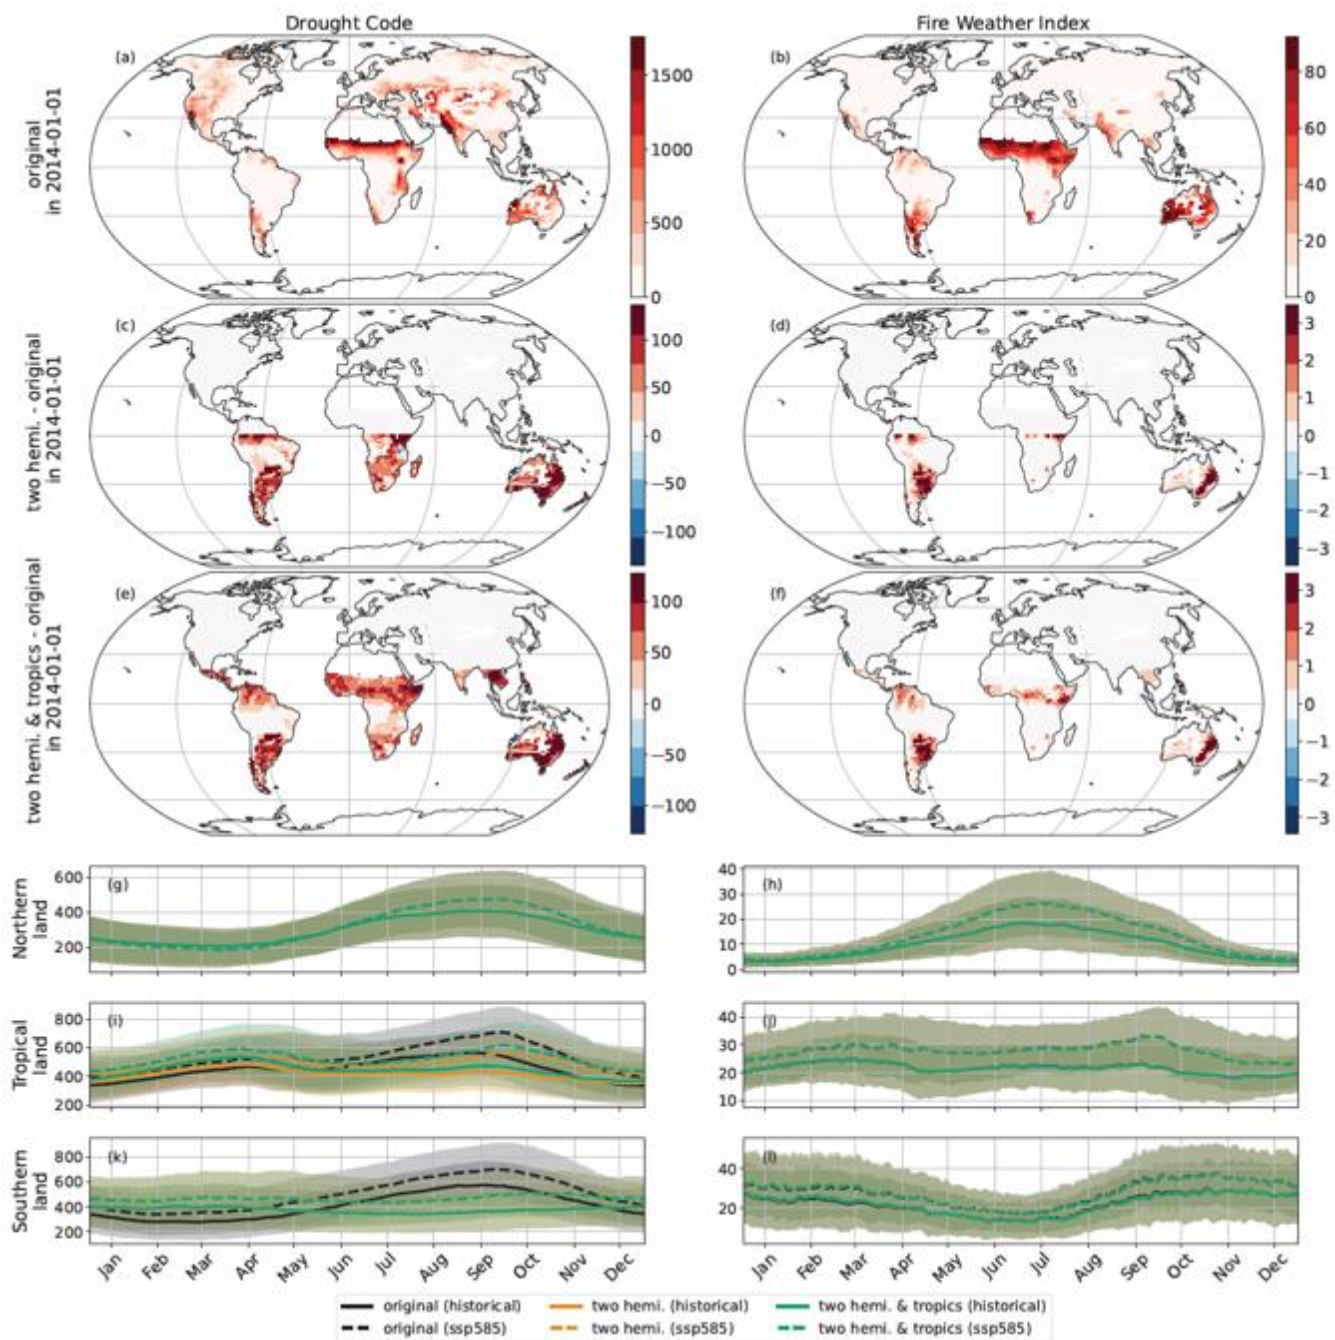 Drought Code
Fire Weather Index
original
in 2014-01-01
(a)
1500
1000
500
0
(b)
80
60
40
20
0
two hemi. - original
in 2014-01-01
(c)
100
50
0
−50
−100
(d)
3
2
1
0
−1
−2
−3
two hemi. & tropics - original
in 2014-01-01
(e)
100
50
0
−50
−100
(f)
3
2
1
0
−1
−2
−3
Northern
land
(g)
600
400
200
(h)
40
30
20
10
0
Tropical
land
(i)
800
600
400
200
(j)
40
30
20
10
Southern
land
(k)
800
600
400
200
(l)
40
20
Jan Feb Mar Apr May Jun Jul Aug Sep Oct Nov Dec
Jan Feb Mar Apr May Jun Jul Aug Sep Oct Nov Dec
original (historical) two hemi. (historical) two hemi. & tropics (historical)
original (ssp585) two hemi. (ssp585) two hemi. & tropics (ssp585)